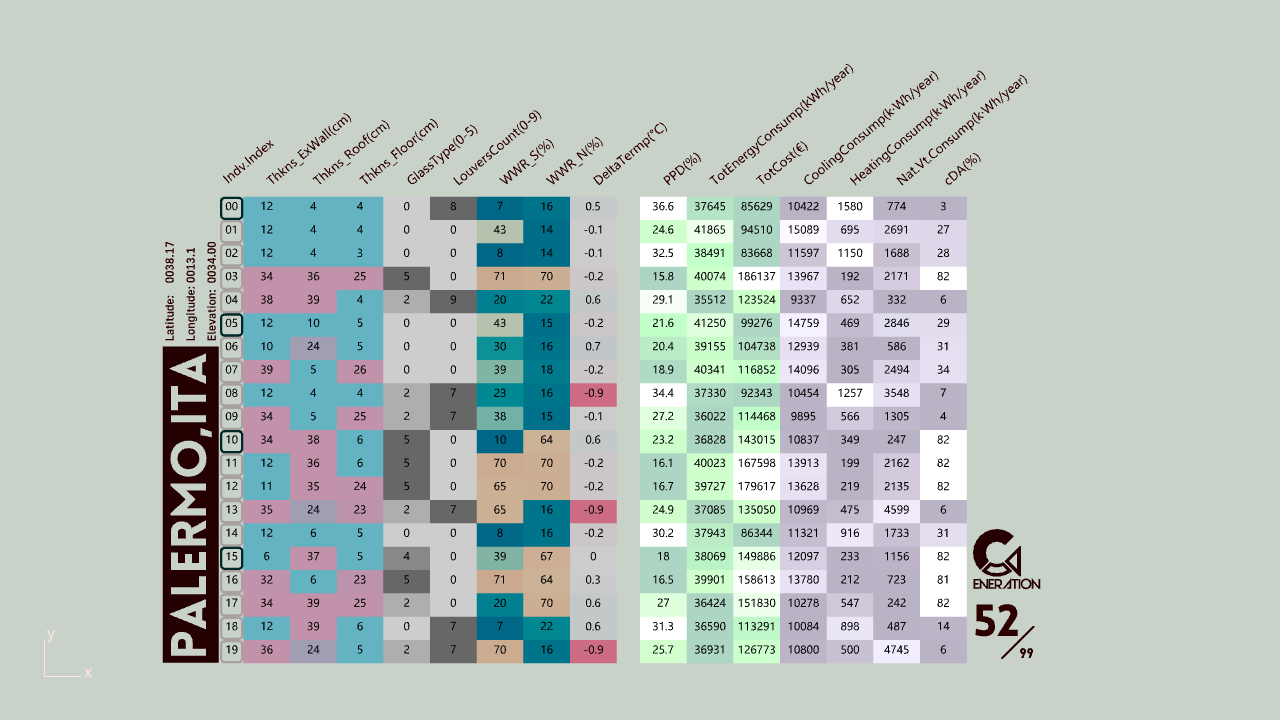 Indv.Index Thkns_ExWall(cm) Thkns_Roof(cm) Thkns_Floor(cm) GlassType(0-5) LouversCount(0-9) WWR_S(%) WWR_N(%) DeltaTermp(°C) PPD(%) TotEnergyConsump(kWh/year) TotCost(€) CoolingConsump(k·Wh/year) HeatingConsump(k·Wh/year) Nat.Vt.Consump(k·Wh/year) cDA(%)
00 12 4 4 0 8 7 16 0.5 36.6 37645 85629 10422 1580 774 3
01 12 4 4 0 0 43 14 -0.1 24.6 41865 94510 15089 695 2691 27
02 12 4 3 0 0 8 14 -0.1 32.5 38491 83668 11597 1150 1688 28
03 34 36 25 5 0 71 70 -0.2 15.8 40074 186137 13967 192 2171 82
04 38 39 4 2 9 20 22 0.6 29.1 35512 123524 9337 652 332 6
05 12 10 5 0 0 43 15 -0.2 21.6 41250 99276 14759 469 2846 29
06 10 24 5 0 0 30 16 0.7 20.4 39155 104738 12939 381 586 31
07 39 5 26 0 0 39 18 -0.2 18.9 40341 116852 14096 305 2494 34
08 12 4 4 2 7 23 16 -0.9 34.4 37330 92343 10454 1257 3548 7
09 34 5 25 2 7 38 15 -0.1 27.2 36022 114468 9895 566 1305 4
10 34 38 6 5 0 10 64 0.6 23.2 36828 143015 10837 349 247 82
11 12 36 6 5 0 70 70 -0.2 16.1 40023 167598 13913 199 2162 82
12 11 35 24 5 0 65 70 -0.2 16.7 39727 179617 13628 219 2135 82
13 35 24 23 2 7 65 16 -0.9 24.9 37085 135050 10969 475 4599 6
14 12 6 5 0 0 8 16 -0.2 30.2 37943 86344 11321 916 1733 31
15 6 37 5 4 0 39 67 0 18 38069 149886 12097 233 1156 82
16 32 6 23 5 0 71 64 0.3 16.5 39901 158613 13780 212 723 81
17 34 39 25 2 0 20 70 0.6 27 36424 151830 10278 547 242 82
18 12 39 6 0 7 7 22 0.6 31.3 36590 113291 10084 898 487 14
19 36 24 5 2 7 70 16 -0.9 25.7 36931 126773 10800 500 4745 6
Latitude: 0038.17
Longitude: 0013.1
Elevation: 0034.00
PALERMO,ITA
GENERATION
52/99
y
x